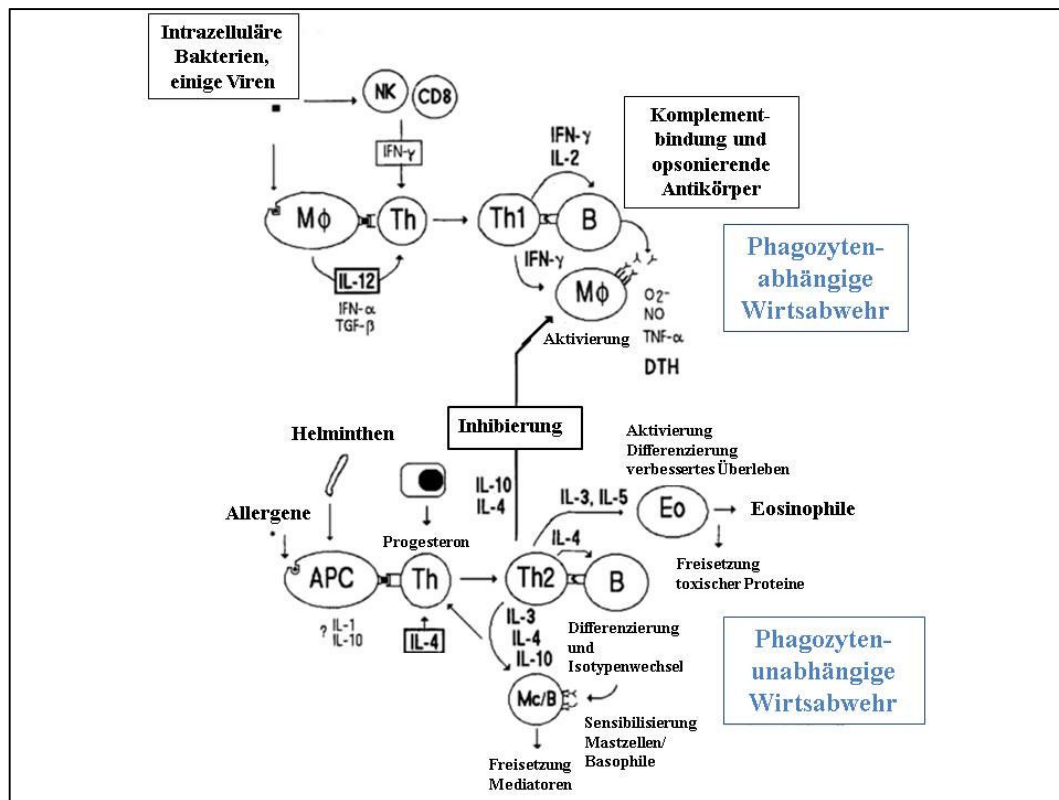 Intrazelluläre
Bakterien,
einige Viren
NK
CD8
IFN-γ
Komplement-
bindung und
opsonierende
Antikörper
IFN-γ
IL-2
Mϕ
Th
Th1
B
Phagozyten-
abhängige
Wirtsabwehr
IL-12
IFN-α
TGF-β
IFN-γ
Mϕ
O2-
NO
TNF-α
DTH
Aktivierung
Inhibierung
Helminthen
Aktivierung
Differenzierung
verbessertes Überleben
IL-10
IL-4
IL-3, IL-5
Eo
Eosinophile
Allergene
Progesteron
IL-4
Freisetzung
toxischer Proteine
APC
Th
Th2
B
? IL-1
IL-10
IL-4
IL-3
IL-4
IL-10
Differenzierung
und
Isotypenwechsel
Phagozyten-
unabhängige
Wirtsabwehr
Mc/B
Sensibilisierung
Mastzellen/
Basophile
Freisetzung
Mediatoren